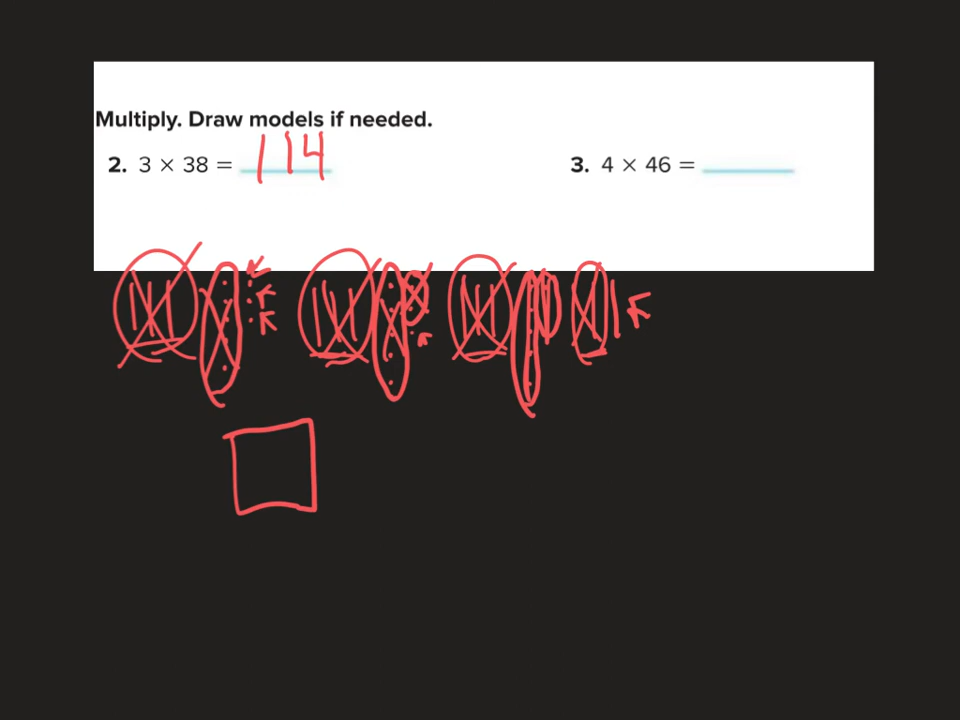 Multiply. Draw models if needed.
2. 3 × 38 = 114
3. 4 × 46 =